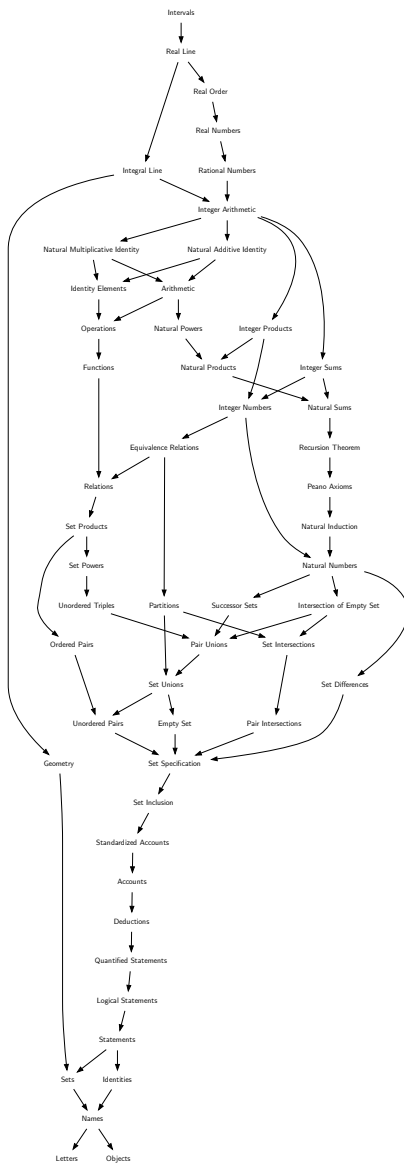 Intervals
Real Line
Real Order
Real Numbers
Integral Line
Rational Numbers
Integer Arithmetic
Natural Multiplicative Identity
Natural Additive Identity
Identity Elements
Arithmetic
Operations
Natural Powers
Integer Products
Functions
Natural Products
Integer Sums
Integer Numbers
Natural Sums
Equivalence Relations
Recursion Theorem
Relations
Peano Axioms
Set Products
Natural Induction
Set Powers
Natural Numbers
Unordered Triples
Partitions
Successor Sets
Intersection of Empty Set
Ordered Pairs
Pair Unions
Set Intersections
Set Unions
Set Differences
Unordered Pairs
Empty Set
Pair Intersections
Geometry
Set Specification
Set Inclusion
Standardized Accounts
Accounts
Deductions
Quantified Statements
Logical Statements
Statements
Sets
Identities
Names
Letters
Objects